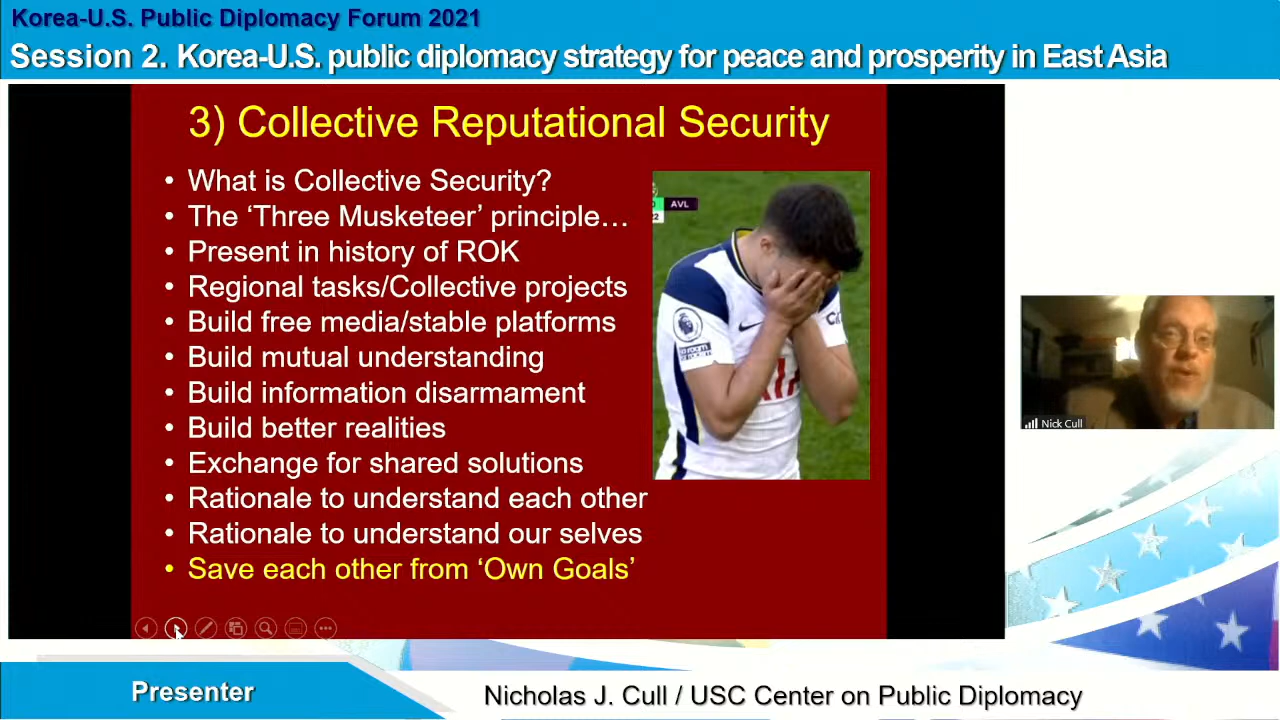 Korea-U.S. Public Diplomacy Forum 2021
Session 2. Korea-U.S. public diplomacy strategy for peace and prosperity in East Asia
3) Collective Reputational Security
• What is Collective Security?
• The ‘Three Musketeer’ principle…
• Present in history of ROK
• Regional tasks/Collective projects
• Build free media/stable platforms
• Build mutual understanding
• Build information disarmament
• Build better realities
• Exchange for shared solutions
• Rationale to understand each other
• Rationale to understand our selves
• Save each other from ‘Own Goals’
0 AVL
22
AIA
Nick Cull
Presenter
Nicholas J. Cull / USC Center on Public Diplomacy